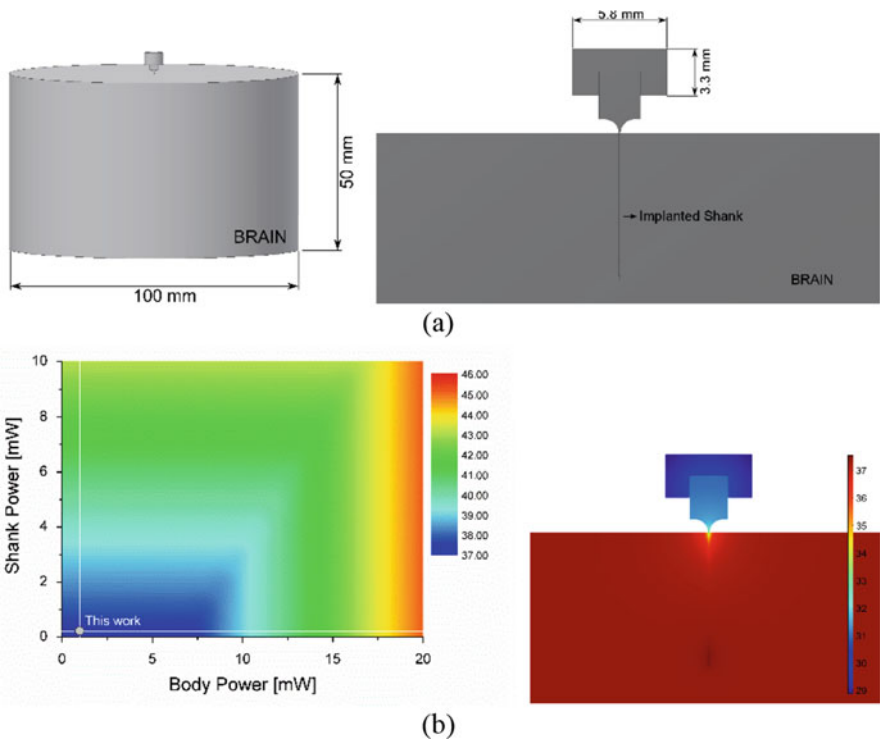 5.8 mm
3.3 mm
50 mm
BRAIN
100 mm
Implanted Shank
BRAIN
(a)
10
8
6
4
2
0
Shank Power [mW]
This work
0 5 10 15 20
Body Power [mW]
46.00
45.00
44.00
43.00
42.00
41.00
40.00
39.00
38.00
37.00
37
36
35
34
33
32
31
30
29
(b)